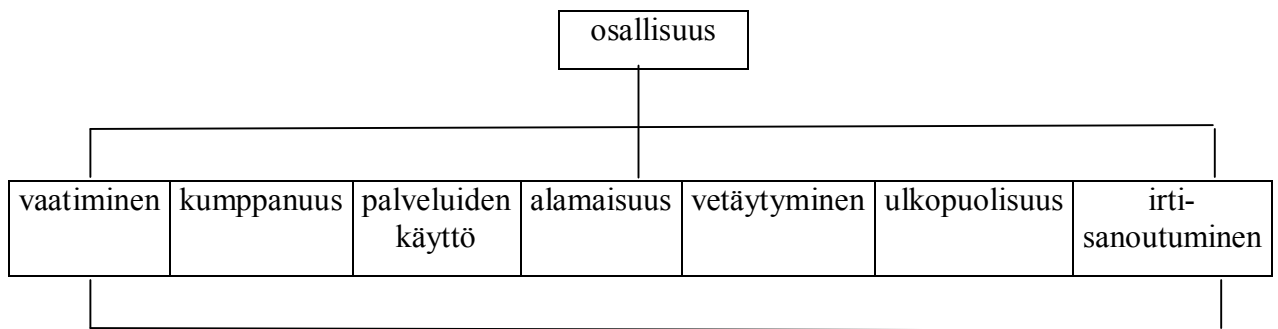 osallisuus
vaatiminen kumppanuus palveluiden alamaisuus vetäytyminen ulkopuolisuus irti-
käyttö sanoutuminen